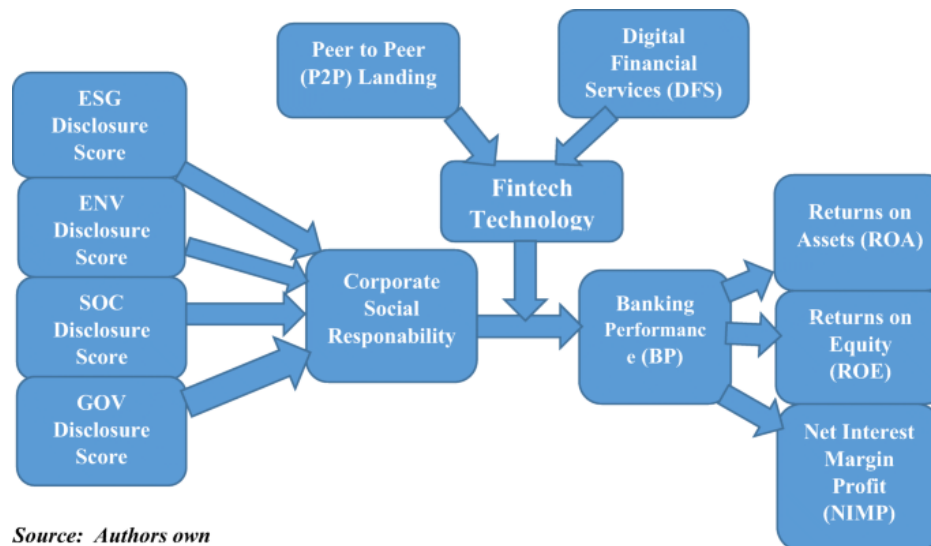 Peer to Peer
(P2P) Landing
Digital
Financial
Services (DFS)
ESG
Disclosure
Score
ENV
Disclosure
Score
SOC
Disclosure
Score
GOV
Disclosure
Score
Fintech
Technology
Corporate
Social
Responability
Banking
Performanc
e (BP)
Returns on
Assets (ROA)
Returns on
Equity
(ROE)
Net Interest
Margin
Profit
(NIMP)
Source: Authors own